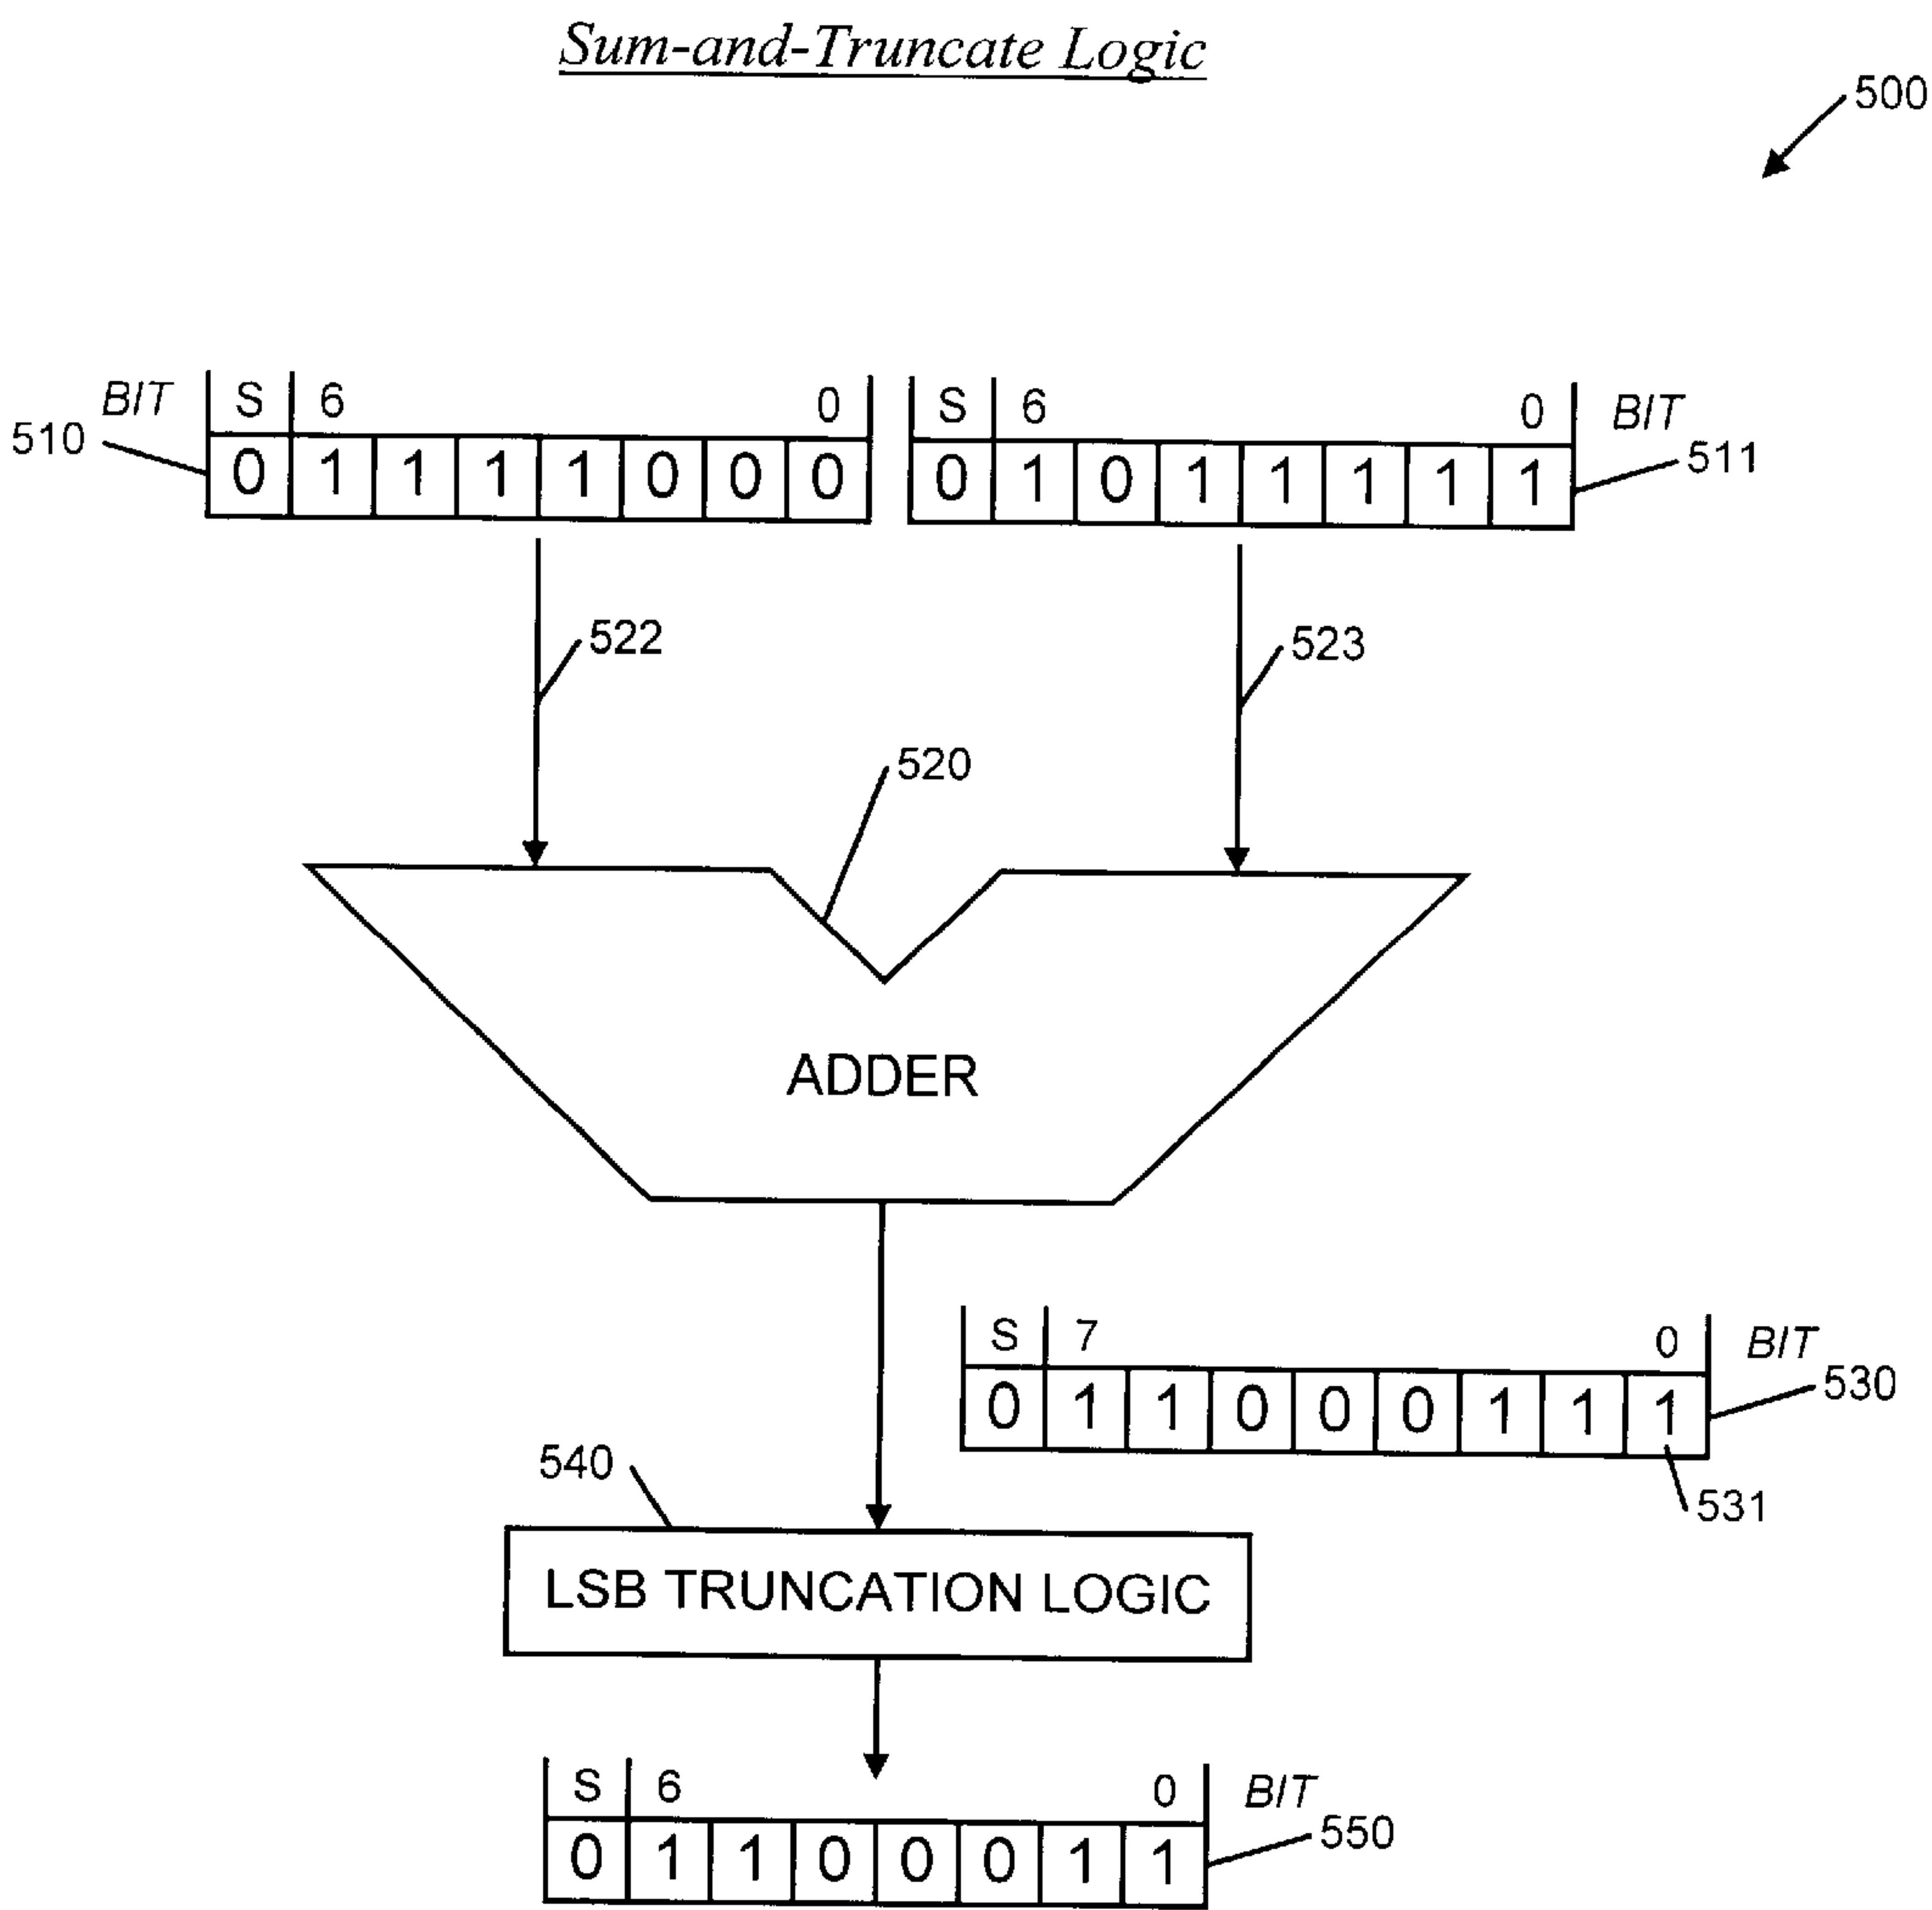 Sum-and-Truncate Logic
500
BIT S 6 0 S 6 0 BIT
510 0 1 1 1 1 0 0 0 0 1 0 1 1 1 1 1 511
522 523
520
ADDER
S 7 0 BIT
0 1 1 0 0 0 1 1 1 530
540
531
LSB TRUNCATION LOGIC
S 6 0 BIT
0 1 1 0 0 0 1 1 550